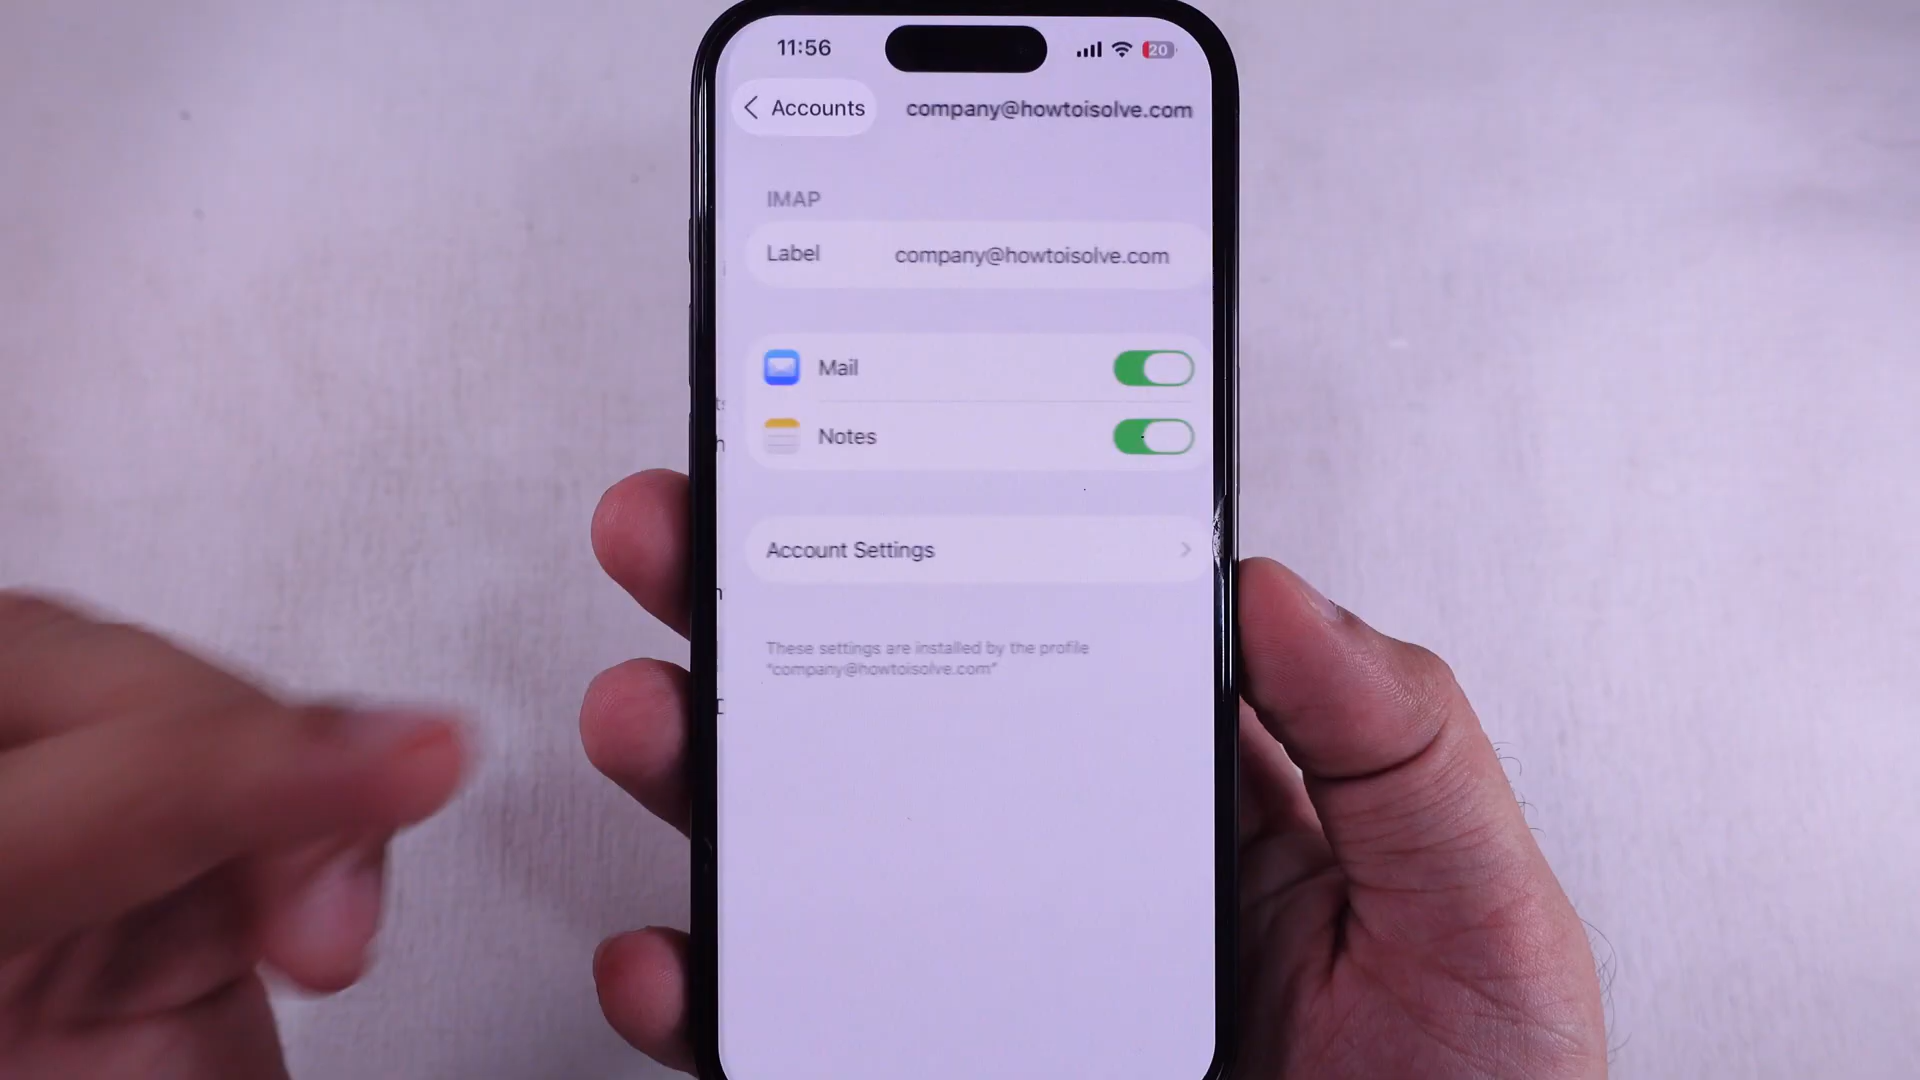 11:56
20
Accounts
company@howtoisolve.com
IMAP
Label company@howtoisolve.com
Mail
Notes
Account Settings
These settings are installed by the profile
"company@howtoisolve.com"